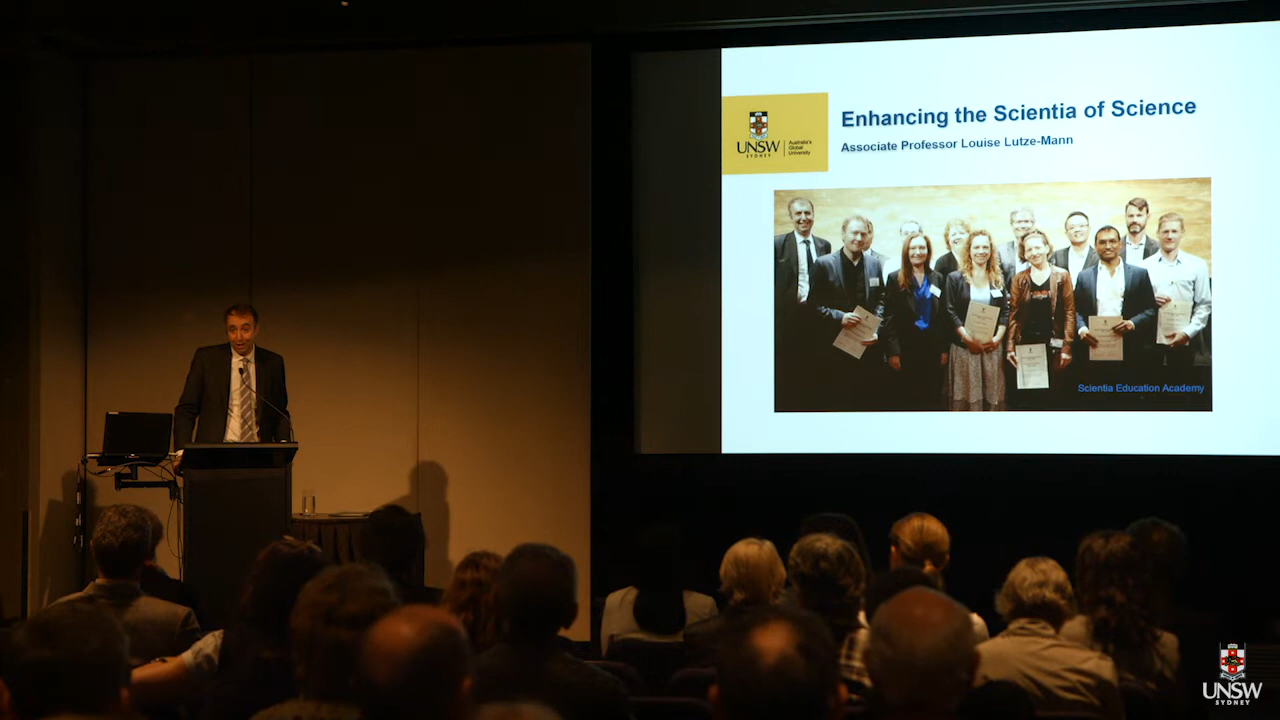 Enhancing the Scientia of Science
Associate Professor Louise Lutze-Mann
UNSW
SYDNEY
Australia's
Global
University
Scientia Education Academy
UNSW
SYDNEY